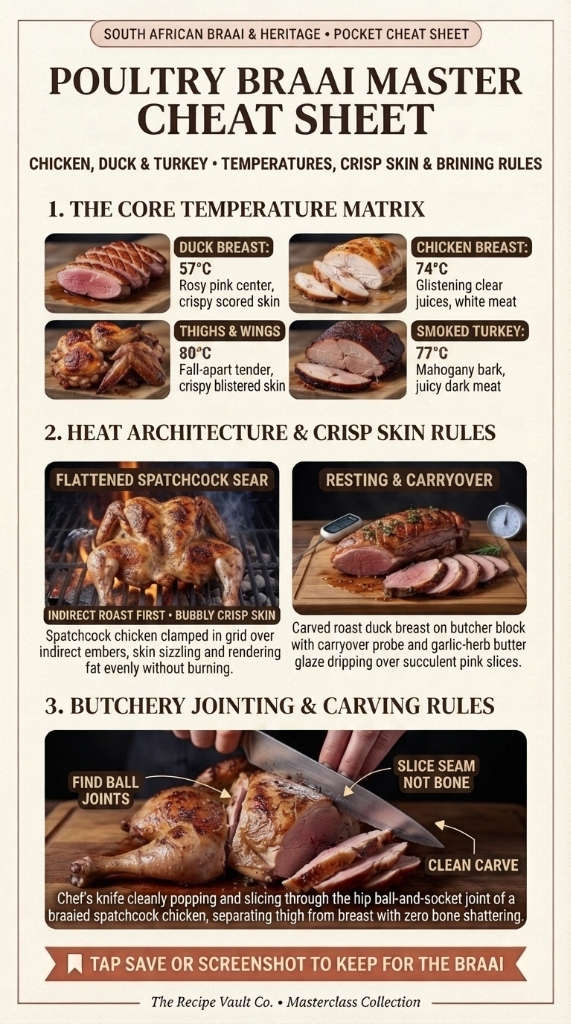 SOUTH AFRICAN BRAAI & HERITAGE • POCKET CHEAT SHEET
POULTRY BRAAI MASTER
CHEAT SHEET
CHICKEN, DUCK & TURKEY • TEMPERATURES, CRISP SKIN & BRINING RULES
1. THE CORE TEMPERATURE MATRIX
DUCK BREAST:
57°C
Rosy pink center,
crispy scored skin
CHICKEN BREAST:
74°C
Glistening clear
juices, white meat
THIGHS & WINGS
80°C
Fall-apart tender,
crispy blistered skin
SMOKED TURKEY:
77°C
Mahogany bark,
juicy dark meat
2. HEAT ARCHITECTURE & CRISP SKIN RULES
FLATTENED SPATCHCOCK SEAR
INDIRECT ROAST FIRST • BUBBLY CRISP SKIN
Spatchcock chicken clamped in grid over
indirect embers, skin sizzling and rendering
fat evenly without burning.
RESTING & CARRYOVER
Carved roast duck breast on butcher block
with carryover probe and garlic-herb butter
glaze dripping over succulent pink slices.
3. BUTCHERY JOINTING & CARVING RULES
FIND BALL
JOINTS
SLICE SEAM
NOT BONE
CLEAN CARVE
Chef's knife cleanly popping and slicing through the hip ball-and-socket joint of a
braaied spatchcock chicken, separating thigh from breast with zero bone shattering.
TAP SAVE OR SCREENSHOT TO KEEP FOR THE BRAAI
The Recipe Vault Co. • Masterclass Collection